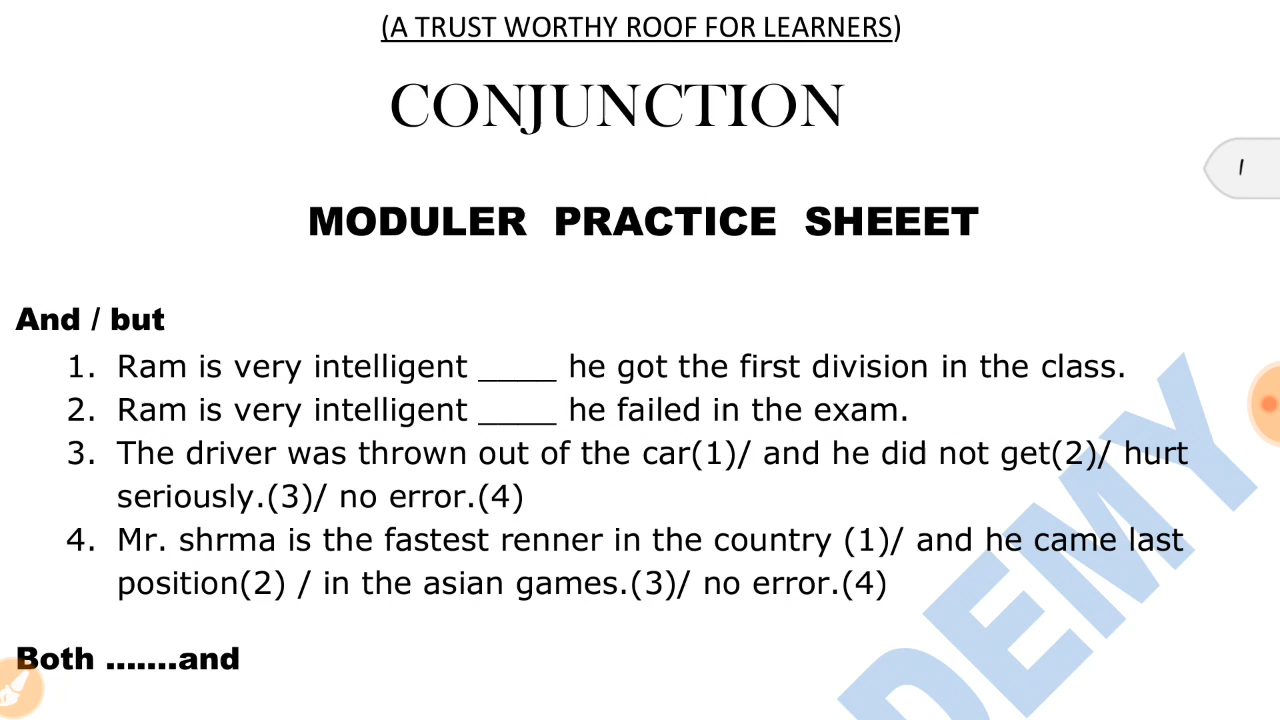 (A TRUST WORTHY ROOF FOR LEARNERS)
CONJUNCTION
1
MODULER PRACTICE SHEEET
And / but
1. Ram is very intelligent ____ he got the first division in the class.
2. Ram is very intelligent ____ he failed in the exam.
3. The driver was thrown out of the car(1)/ and he did not get(2)/ hurt
seriously.(3)/ no error.(4)
4. Mr. shrma is the fastest renner in the country (1)/ and he came last
position(2) / in the asian games.(3)/ no error.(4)
Both .......and
DEMY